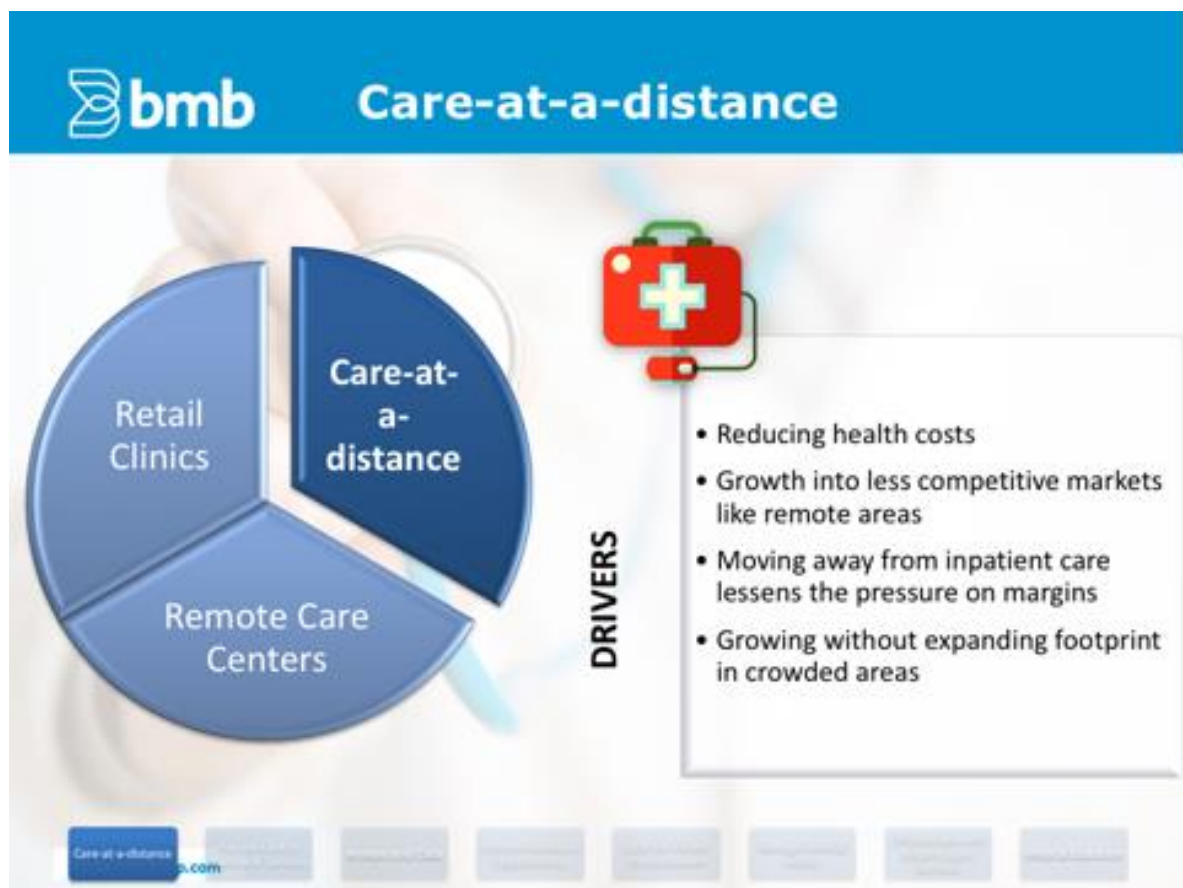 bmb
Care-at-a-distance
Retail
Clinics
Care-at-
a-
distance
Remote Care
Centers
DRIVERS
• Reducing health costs
• Growth into less competitive markets
like remote areas
• Moving away from inpatient care
lessens the pressure on margins
• Growing without expanding footprint
in crowded areas
Care-at-a-distance
.com